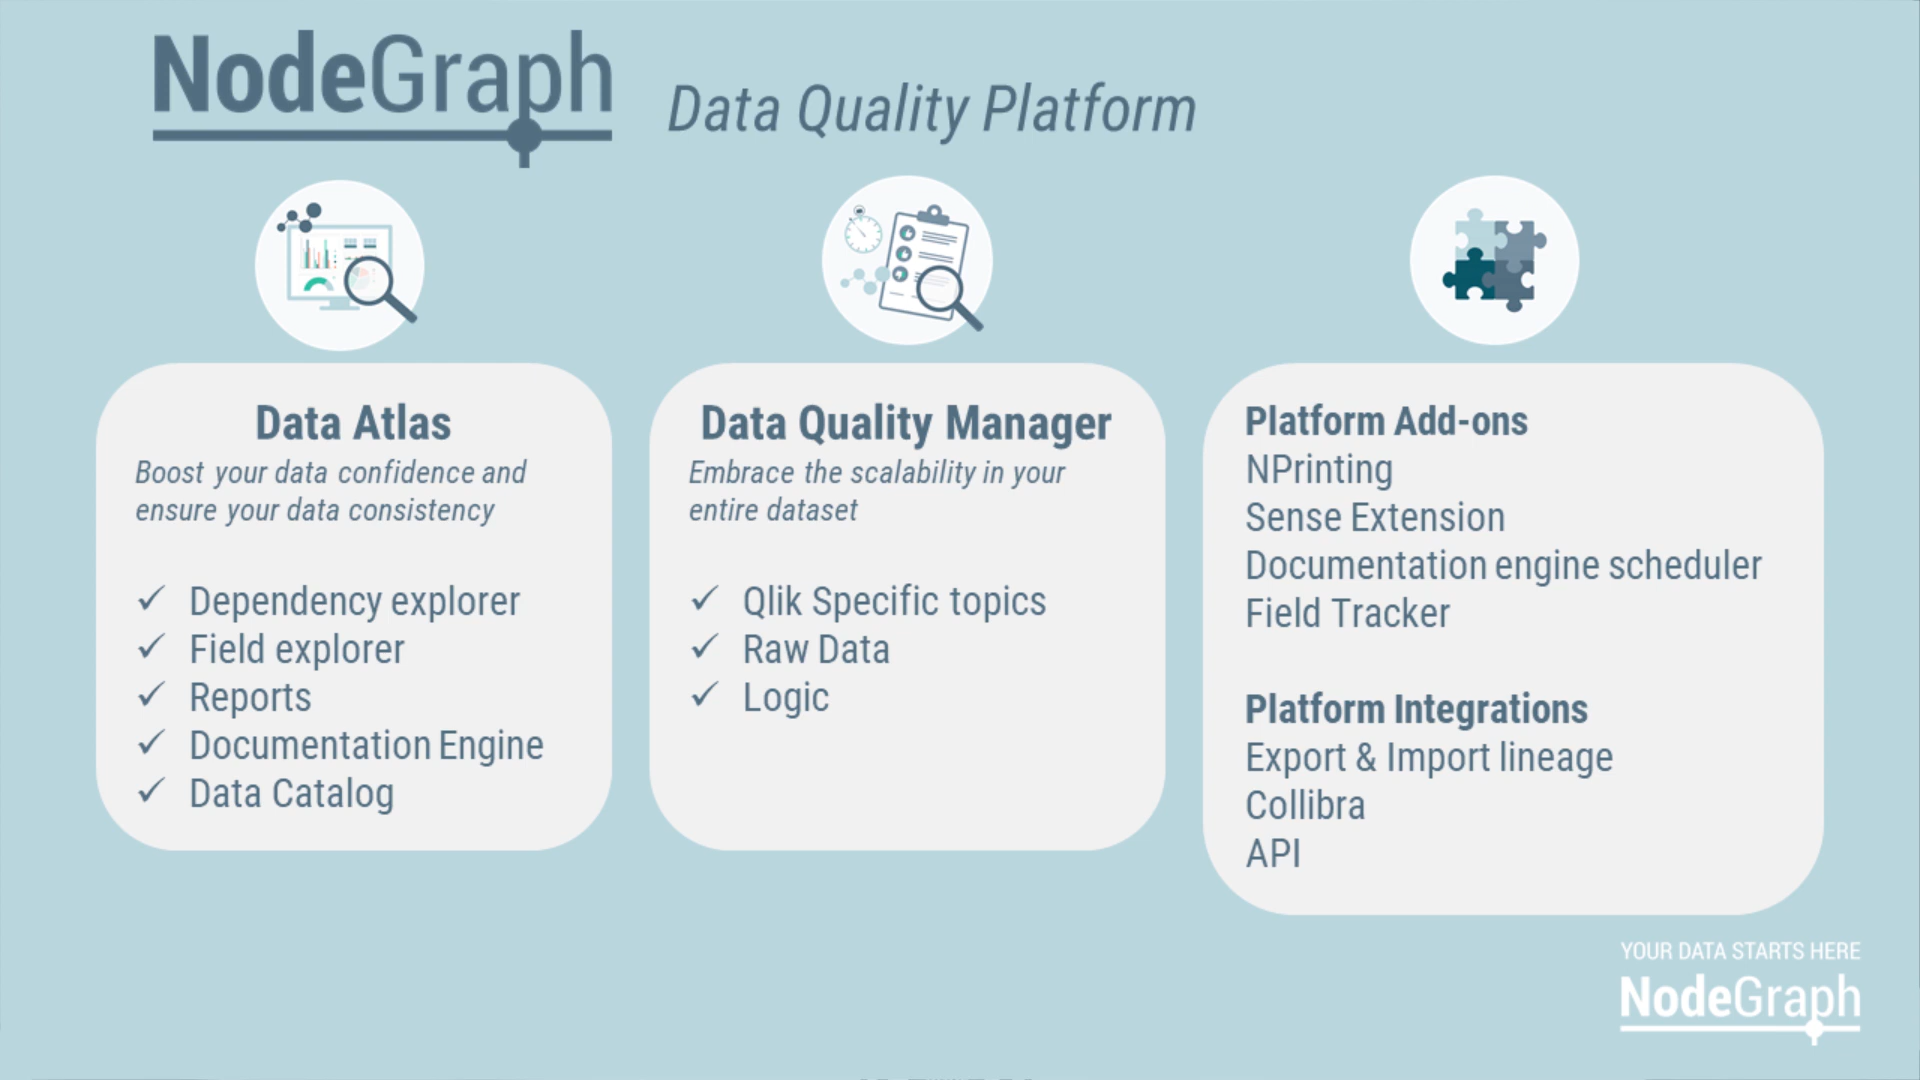 NodeGraph
Data Quality Platform
Data Atlas
Boost your data confidence and
ensure your data consistency
✓ Dependency explorer
✓ Field explorer
✓ Reports
✓ Documentation Engine
✓ Data Catalog
Data Quality Manager
Embrace the scalability in your
entire dataset
✓ Qlik Specific topics
✓ Raw Data
✓ Logic
Platform Add-ons
NPrinting
Sense Extension
Documentation engine scheduler
Field Tracker
Platform Integrations
Export & Import lineage
Collibra
API
YOUR DATA STARTS HERE
NodeGraph